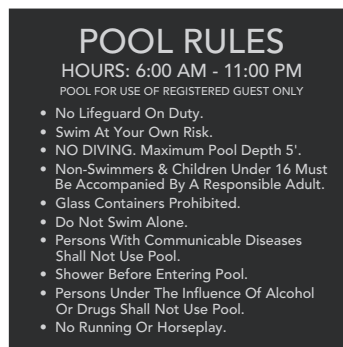 POOL RULES
HOURS: 6:00 AM - 11:00 PM
POOL FOR USE OF REGISTERED GUEST ONLY
• No Lifeguard On Duty.
• Swim At Your Own Risk.
• NO DIVING. Maximum Pool Depth 5'.
• Non-Swimmers & Children Under 16 Must
Be Accompanied By A Responsible Adult.
• Glass Containers Prohibited.
• Do Not Swim Alone.
• Persons With Communicable Diseases
Shall Not Use Pool.
• Shower Before Entering Pool.
• Persons Under The Influence Of Alcohol
Or Drugs Shall Not Use Pool.
• No Running Or Horseplay.